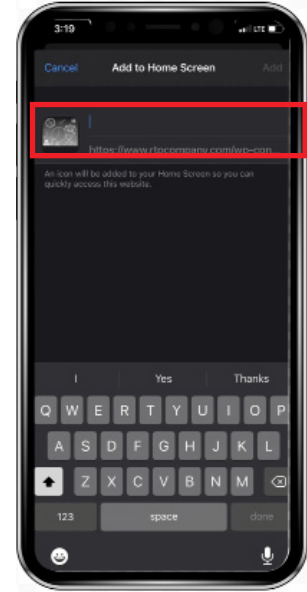 3:19 LTE
Cancel Add to Home Screen Add
https://www.rtpcompany.com/wp-con
An icon will be added to your Home Screen so you can
quickly access this website.
I Yes Thanks
Q W E R T Y U I O P
A S D F G H J K L
Z X C V B N M
123 space done